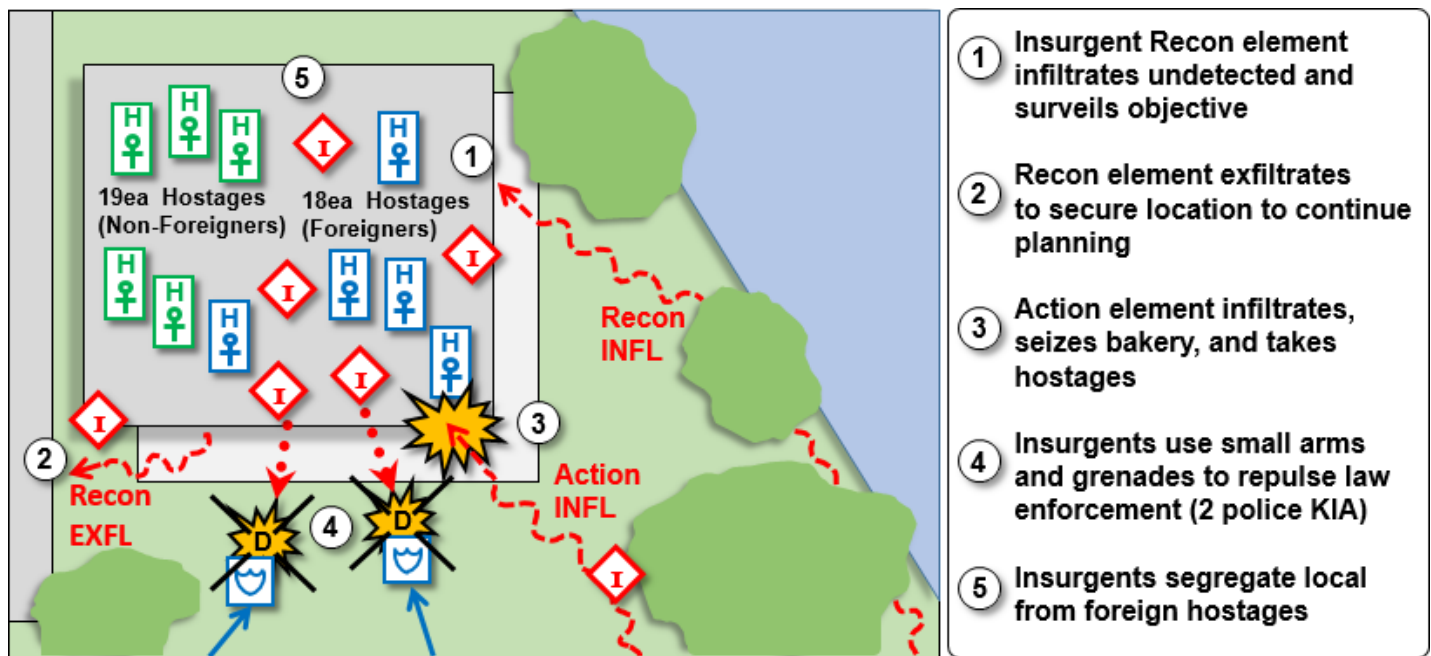 5
H
H
H
I
H
1
19ea Hostages
(Non-Foreigners)
18ea Hostages
(Foreigners)
H
H
I
H
H
I
H
H
I
I
I
3
2
Recon
EXFL
Recon
INFL
Action
INFL
4
D
D
I
1
Insurgent Recon element
infiltrates undetected and
surveils objective
2
Recon element exfiltrates
to secure location to continue
planning
3
Action element infiltrates,
seizes bakery, and takes
hostages
4
Insurgents use small arms
and grenades to repulse law
enforcement (2 police KIA)
5
Insurgents segregate local
from foreign hostages